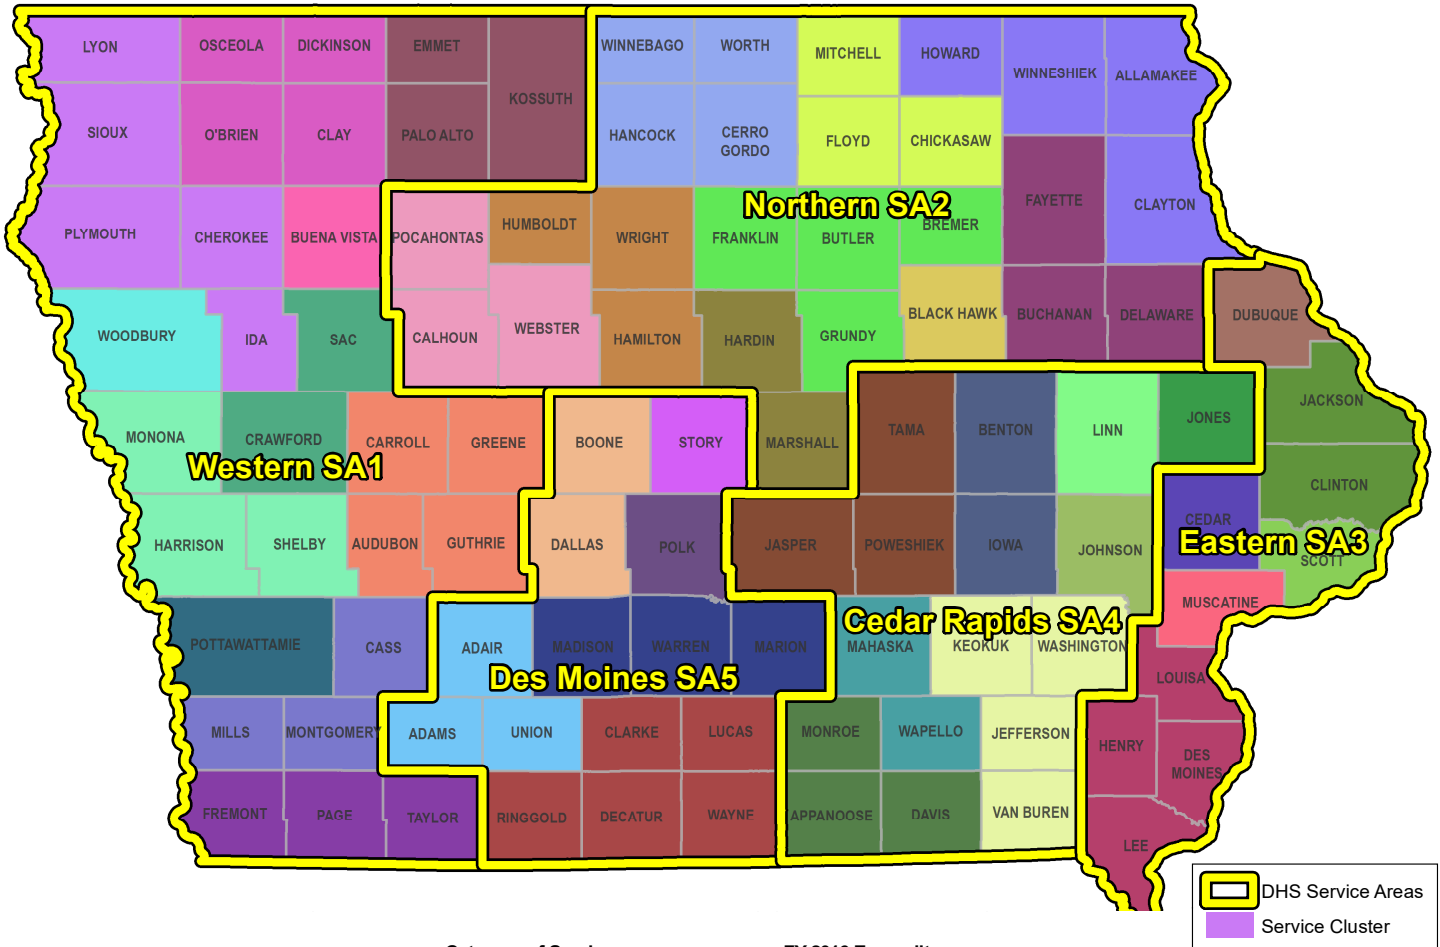 LYON
OSCEOLA
DICKINSON
EMMET
KOSSUTH
WINNEBAGO
WORTH
MITCHELL
HOWARD
WINNESHIEK
ALLAMAKEE
SIOUX
O'BRIEN
CLAY
PALO ALTO
HANCOCK
CERRO
GORDO
FLOYD
CHICKASAW
PLYMOUTH
CHEROKEE
BUENA VISTA
POCAHONTAS
HUMBOLDT
WRIGHT
Northern SA2
FRANKLIN
BUTLER
BREMER
FAYETTE
CLAYTON
WOODBURY
IDA
SAC
CALHOUN
WEBSTER
HAMILTON
HARDIN
GRUNDY
BLACK HAWK
BUCHANAN
DELAWARE
DUBUQUE
MONONA
CRAWFORD
Western SA1
CARROLL
GREENE
BOONE
STORY
MARSHALL
TAMA
BENTON
LINN
JONES
JACKSON
CLINTON
HARRISON
SHELBY
AUDUBON
GUTHRIE
DALLAS
POLK
JASPER
POWESHIEK
IOWA
JOHNSON
CEDAR
Eastern SA3
SCOTT
MUSCATINE
POTTAWATTAMIE
CASS
ADAIR
MADISON
WARREN
MARION
Des Moines SA5
Cedar Rapids SA4
MAHASKA
KEOKUK
WASHINGTON
LOUISA
MILLS
MONTGOMERY
ADAMS
UNION
CLARKE
LUCAS
MONROE
WAPELLO
JEFFERSON
HENRY
DES
MOINES
FREMONT
PAGE
TAYLOR
RINGGOLD
DECATUR
WAYNE
APPANOOSE
DAVIS
VAN BUREN
LEE
DHS Service Areas
Service Cluster